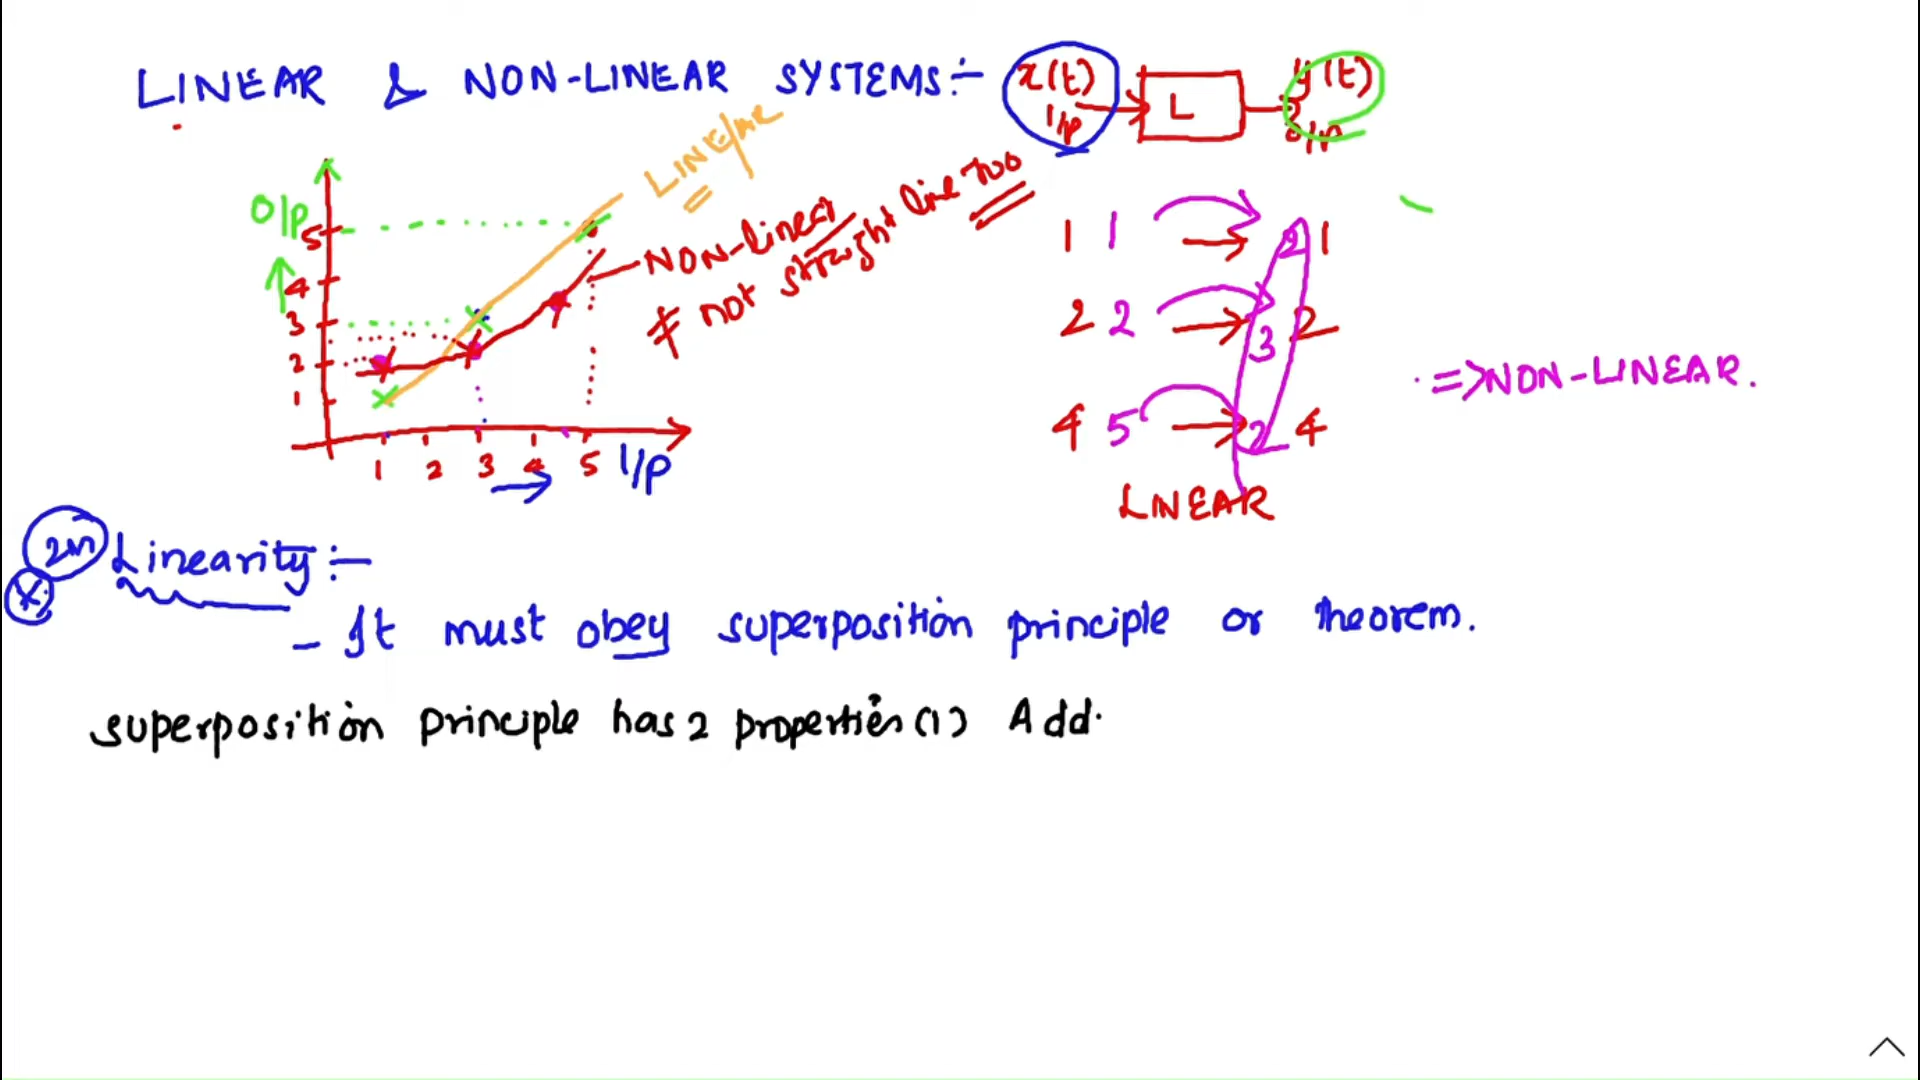 LINEAR & NON-LINEAR SYSTEMS:- x(t) L y(t)
I/p O/p
LINEAR
O/p
NON-linear
# not straight line too
5
4
3
2
1
1 2 3 4 5 I/p
1 1 → 2 1
2 2 → 3 2
4 5 → 2 4
=> NON-LINEAR.
LINEAR
2m Linearity:-
- It must obey superposition principle or theorem.
superposition principle has 2 properties (1) Add.